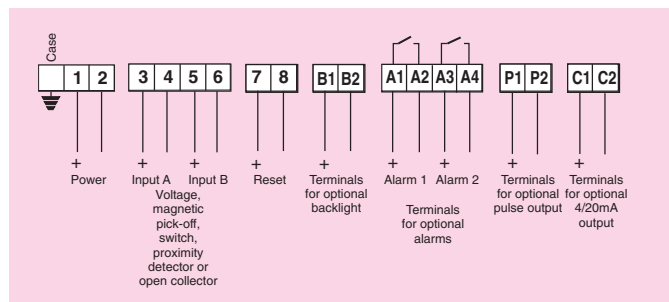 Case
1 2 3 4 5 6 7 8 B1 B2 A1 A2 A3 A4 P1 P2 C1 C2
+ + + + + + + +
Power
Input A
Input B
Voltage,
magnetic
pick-off,
switch,
proximity
detector or
open collector
Reset
Terminals
for optional
backlight
Alarm 1
Alarm 2
Terminals
for optional
alarms
Terminals
for optional
pulse output
Terminals
for optional
4/20mA
output